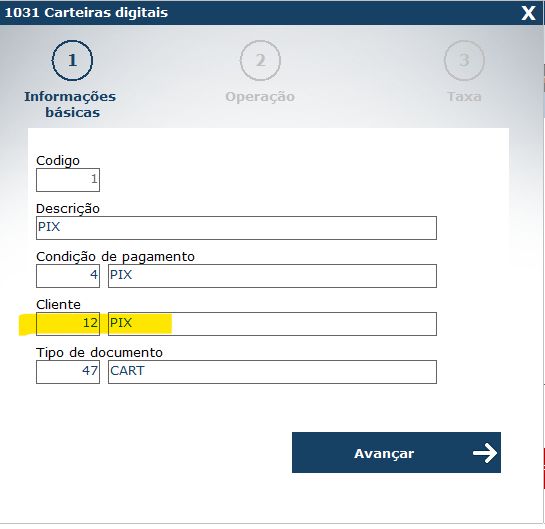 1031 Carteiras digitais X
1 2 3
Informações básicas Operação Taxa
Codigo
1
Descrição
PIX
Condição de pagamento
4 PIX
Cliente
12 PIX
Tipo de documento
47 CART
Avançar